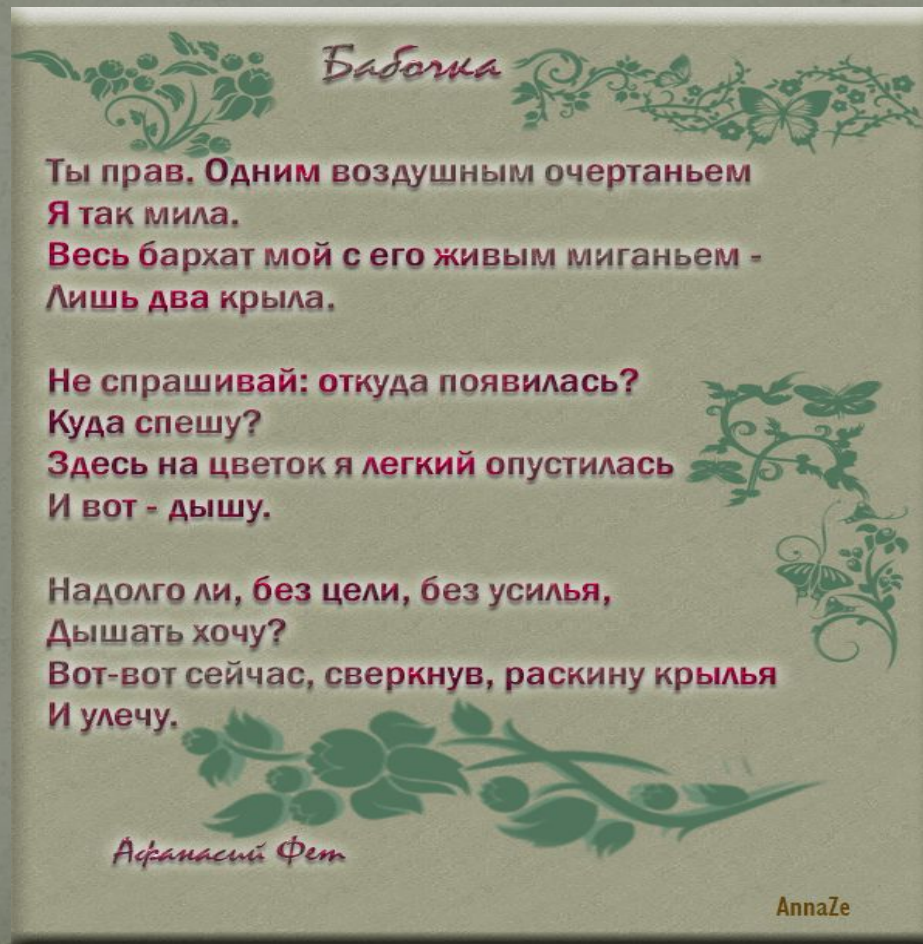 Бабочка
Ты прав. Одним воздушным очертаньем
Я так мила.
Весь бархат мой с его живым миганьем -
Лишь два крыла.
Не спрашивай: откуда появилась?
Куда спешу?
Здесь на цветок я легкий опустилась
И вот - дышу.
Надолго ли, без цели, без усилья,
Дышать хочу?
Вот-вот сейчас, сверкнув, раскину крылья
И улечу.
Афанасий Фет
AnnaZe